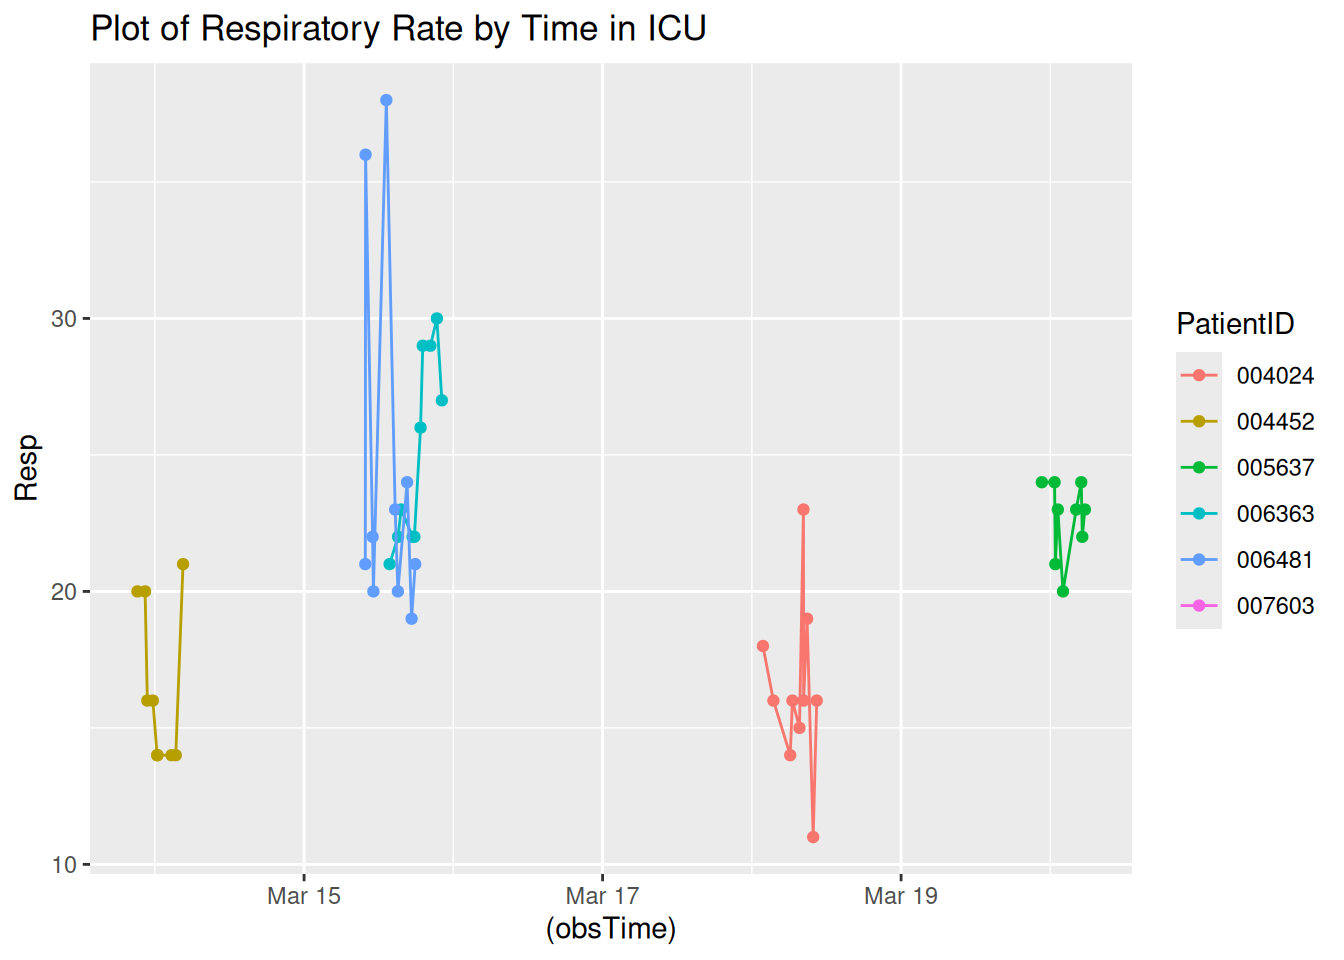 Plot of Respiratory Rate by Time in ICU
30
20
10
Resp
Mar 15
Mar 17
Mar 19
(obsTime)
PatientID
004024
004452
005637
006363
006481
007603